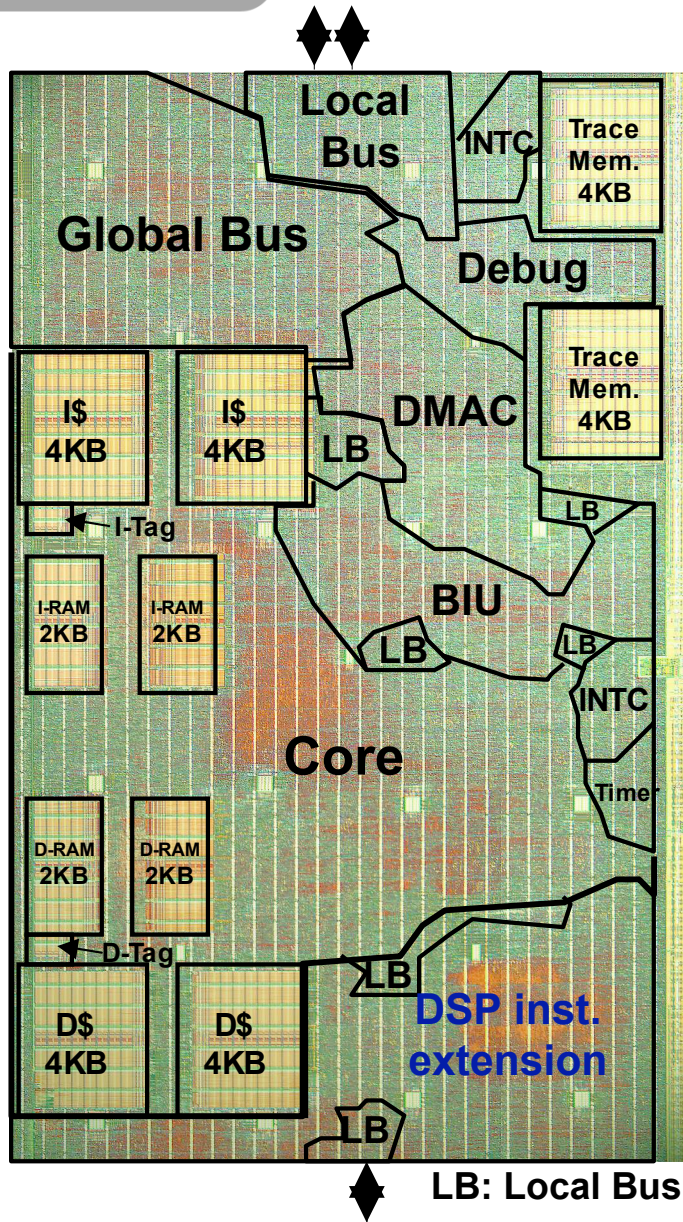 Local
Bus
INTC
Trace
Mem.
4KB
Global Bus
Debug
Trace
Mem.
4KB
I$
4KB
I$
4KB
DMAC
LB
LB
I-Tag
I-RAM
2KB
I-RAM
2KB
BIU
LB
LB
INTC
Core
Timer
D-RAM
2KB
D-RAM
2KB
D-Tag
LB
DSP inst.
extension
D$
4KB
D$
4KB
LB
LB: Local Bus